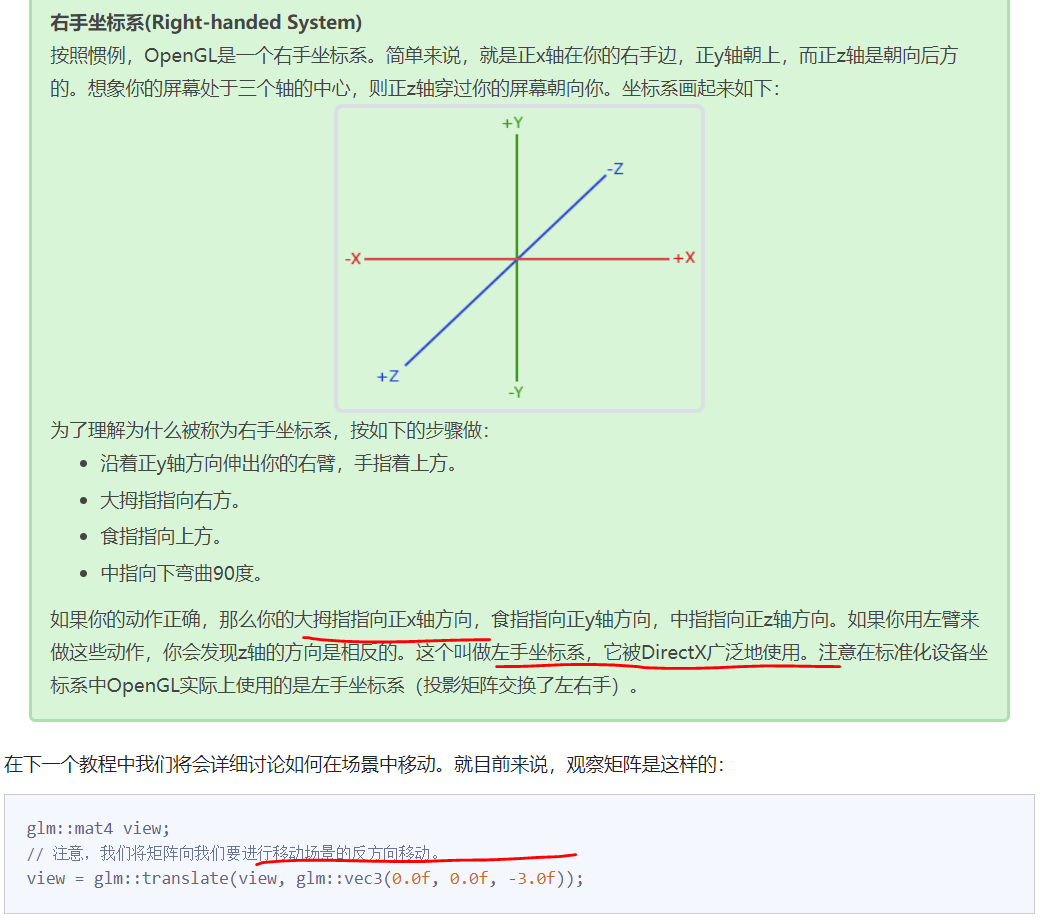 右手坐标系(Right-handed System)
按照惯例，OpenGL是一个右手坐标系。简单来说，就是正x轴在你的右手边，正y轴朝上，而正z轴是朝向后方
的。想象你的屏幕处于三个轴的中心，则正z轴穿过你的屏幕朝向你。坐标系画起来如下：
+Y
-Z
-X
+X
+Z
-Y
为了理解为什么被称为右手坐标系，按如下的步骤做：
• 沿着正y轴方向伸出你的右臂，手指着上方。
• 大拇指指向右方。
• 食指指向上方。
• 中指向下弯曲90度。
如果你的动作正确，那么你的大拇指指向正x轴方向，食指指向正y轴方向，中指指向正z轴方向。如果你用左臂来
做这些动作，你会发现z轴的方向是相反的。这个叫做左手坐标系，它被DirectX广泛地使用。注意在标准化设备坐
标系中OpenGL实际上使用的是左手坐标系（投影矩阵交换了左右手）。
在下一个教程中我们将会详细讨论如何在场景中移动。就目前来说，观察矩阵是这样的：
glm::mat4 view;
// 注意，我们将矩阵向我们要进行移动场景的反方向移动。
view = glm::translate(view, glm::vec3(0.0f, 0.0f, -3.0f));